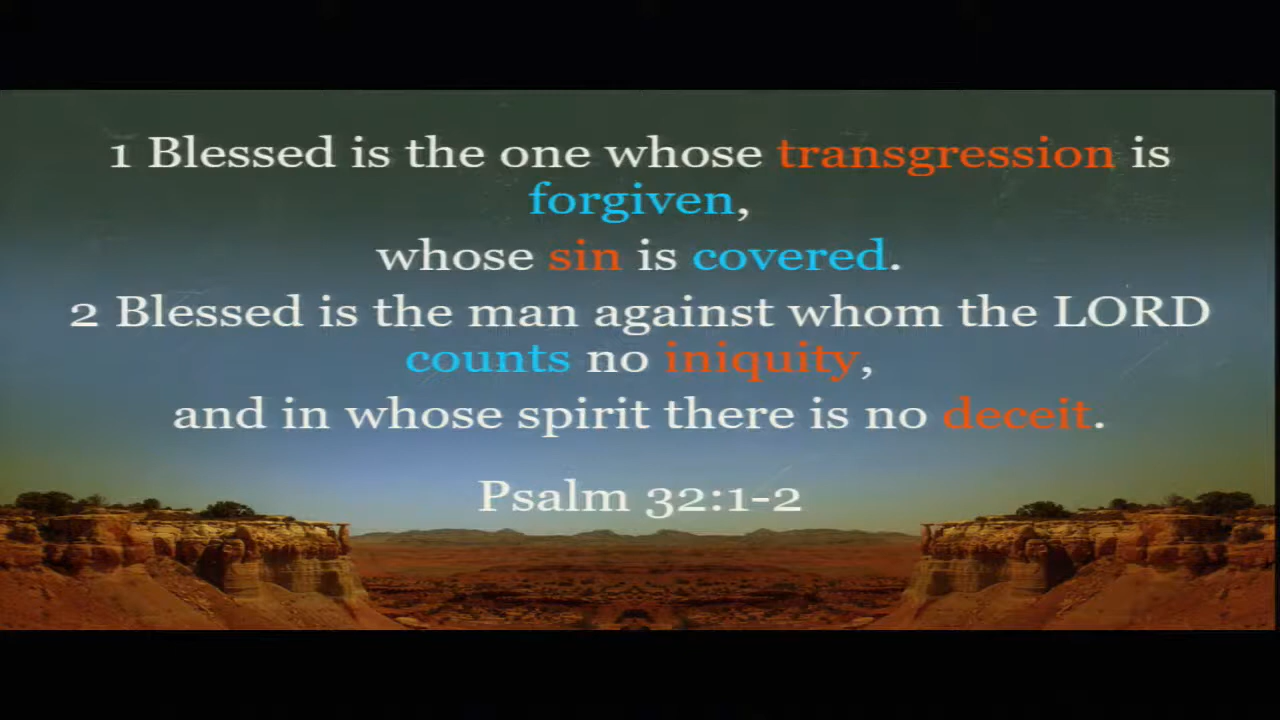 1 Blessed is the one whose transgression is
forgiven,
whose sin is covered.
2 Blessed is the man against whom the LORD
counts no iniquity,
and in whose spirit there is no deceit.
Psalm 32:1-2